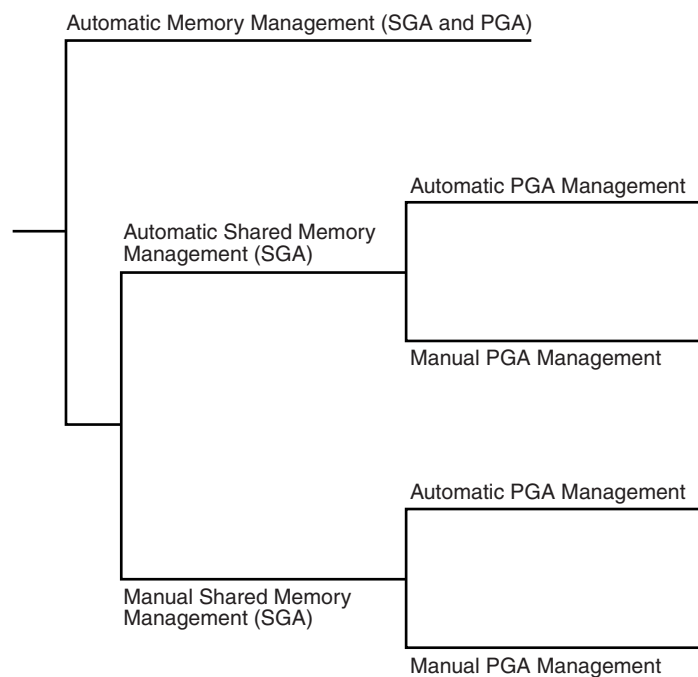 Automatic Memory Management (SGA and PGA)
Automatic PGA Management
Automatic Shared Memory
Management (SGA)
Manual PGA Management
Automatic PGA Management
Manual Shared Memory
Management (SGA)
Manual PGA Management